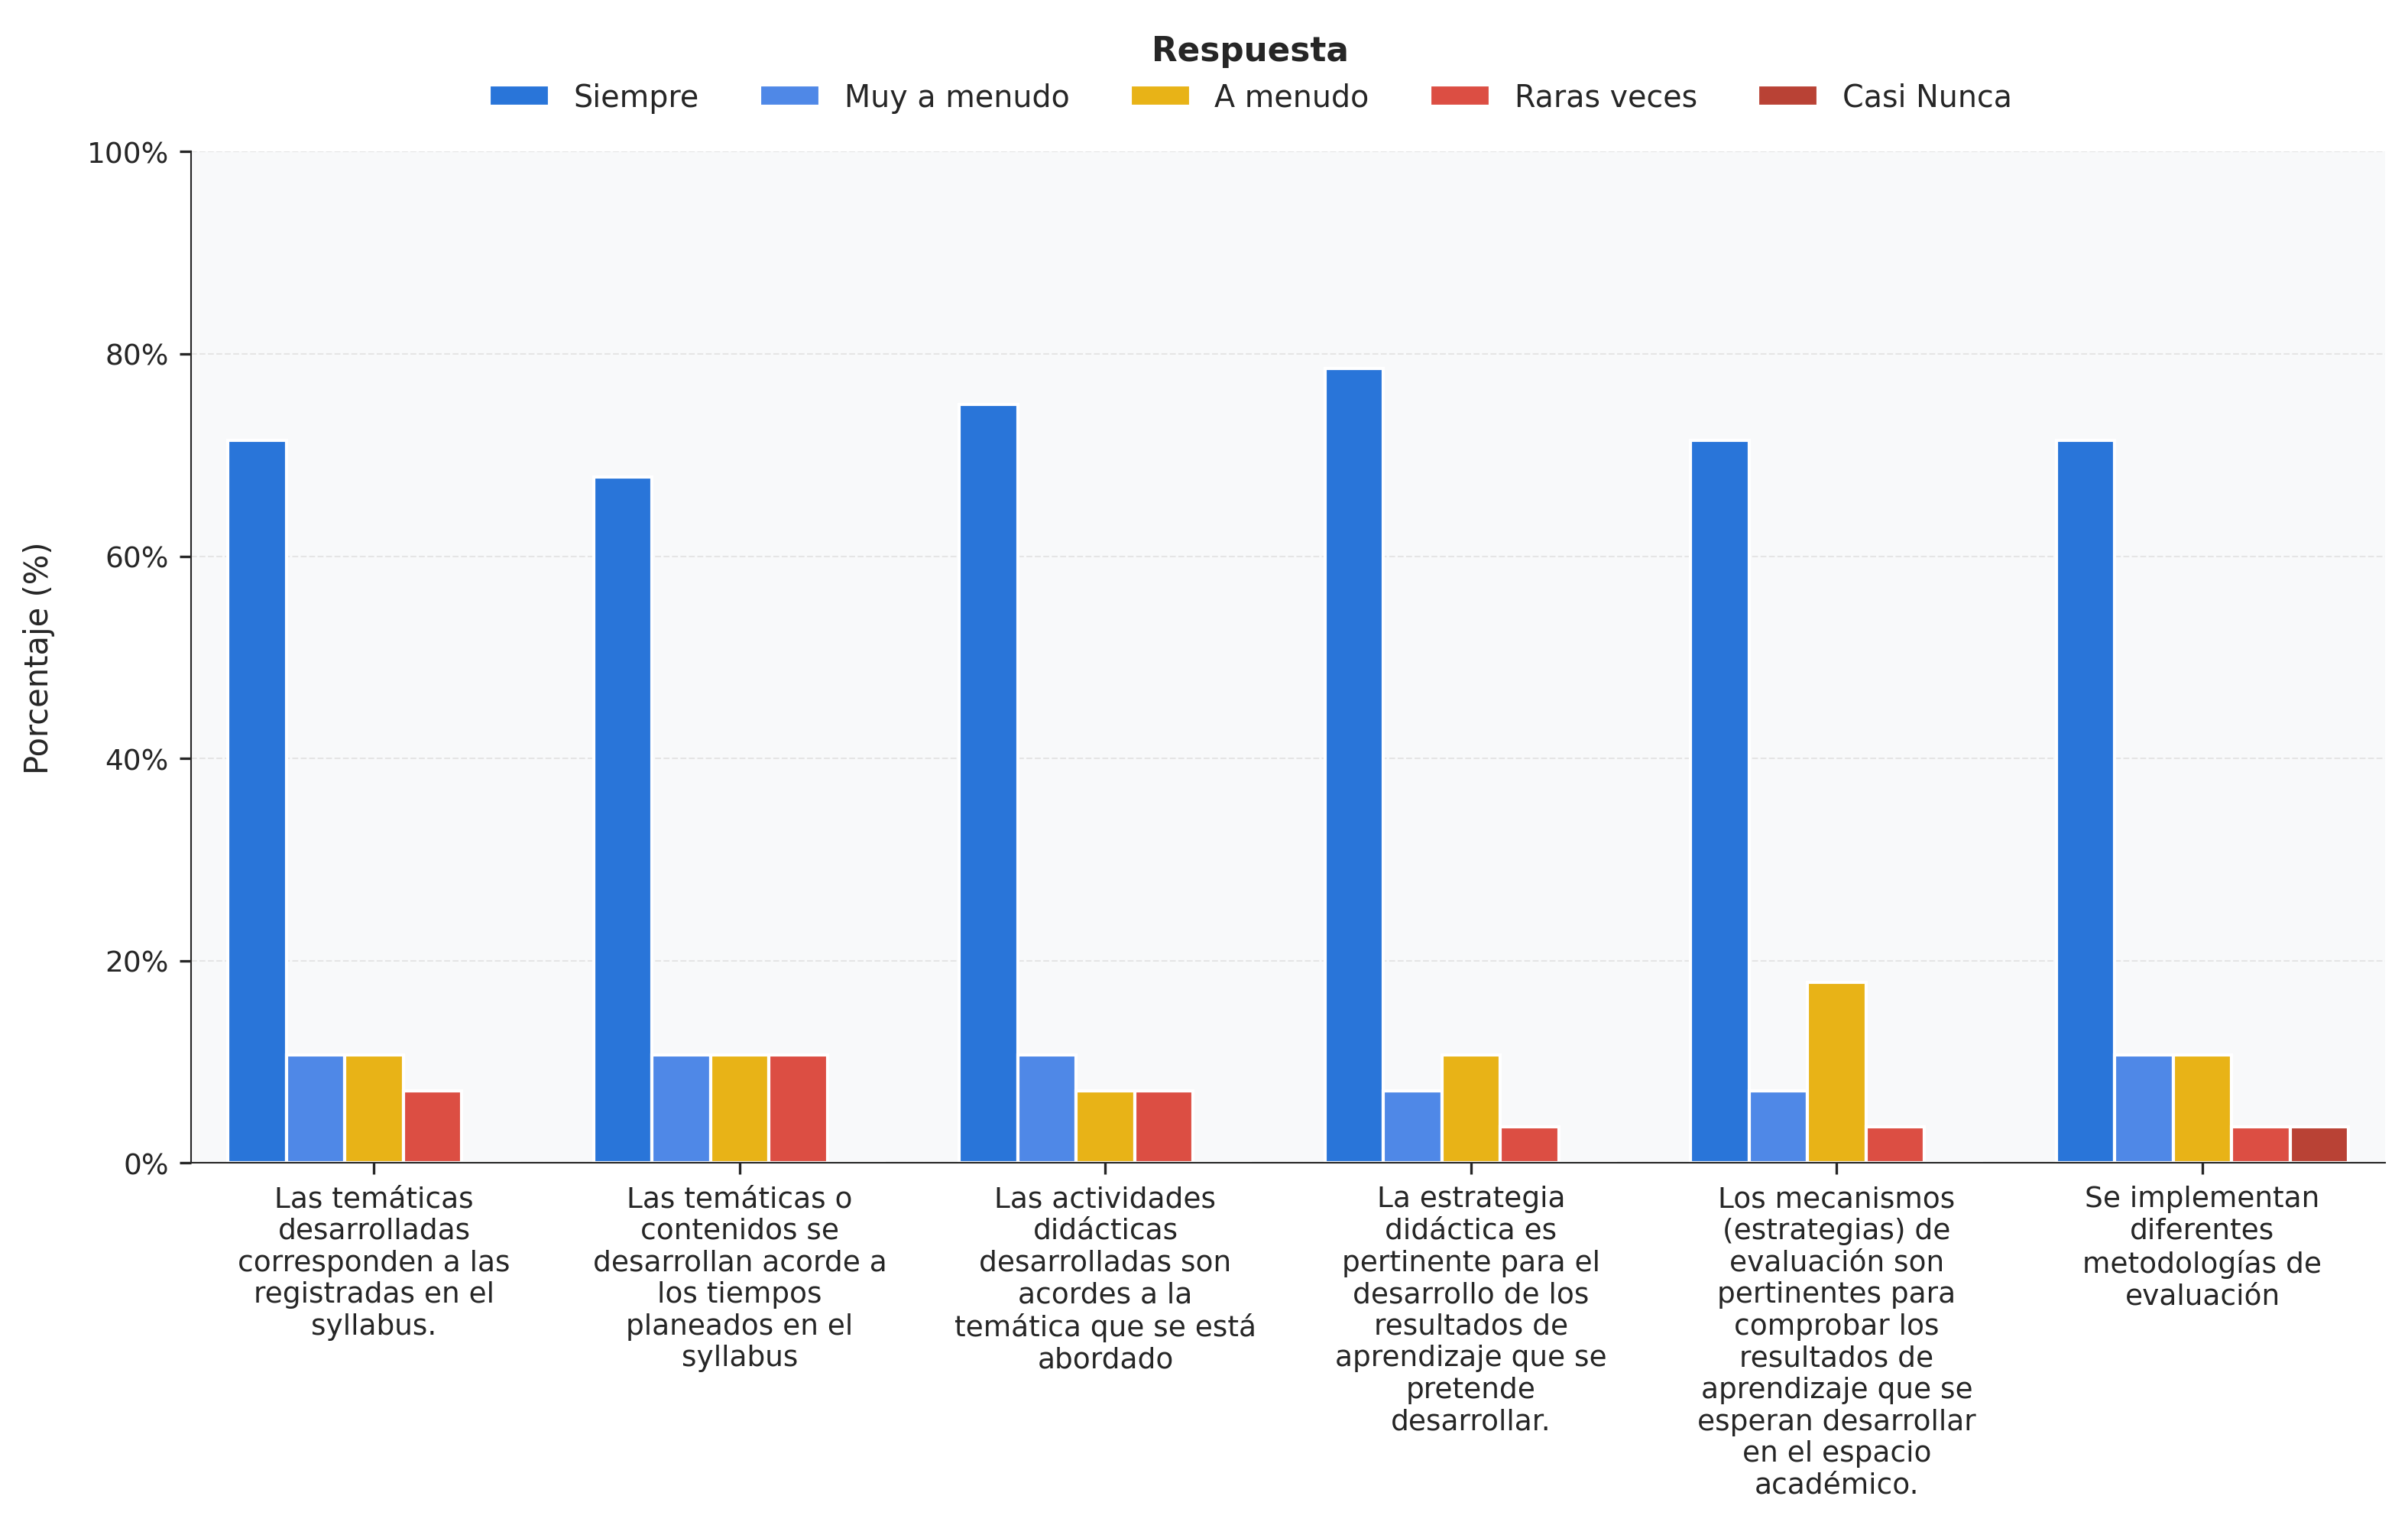 Respuesta
Siempre
Muy a menudo
A menudo
Raras veces
Casi Nunca
Porcentaje (%)
100%
80%
60%
40%
20%
0%
Las temáticas
desarrolladas
corresponden a las
registradas en el
syllabus.
Las temáticas o
contenidos se
desarrollan acorde a
los tiempos
planeados en el
syllabus
Las actividades
didácticas
desarrolladas son
acordes a la
temática que se está
abordado
La estrategia
didáctica es
pertinente para el
desarrollo de los
resultados de
aprendizaje que se
pretende
desarrollar.
Los mecanismos
(estrategias) de
evaluación son
pertinentes para
comprobar los
resultados de
aprendizaje que se
esperan desarrollar
en el espacio
académico.
Se implementan
diferentes
metodologías de
evaluación